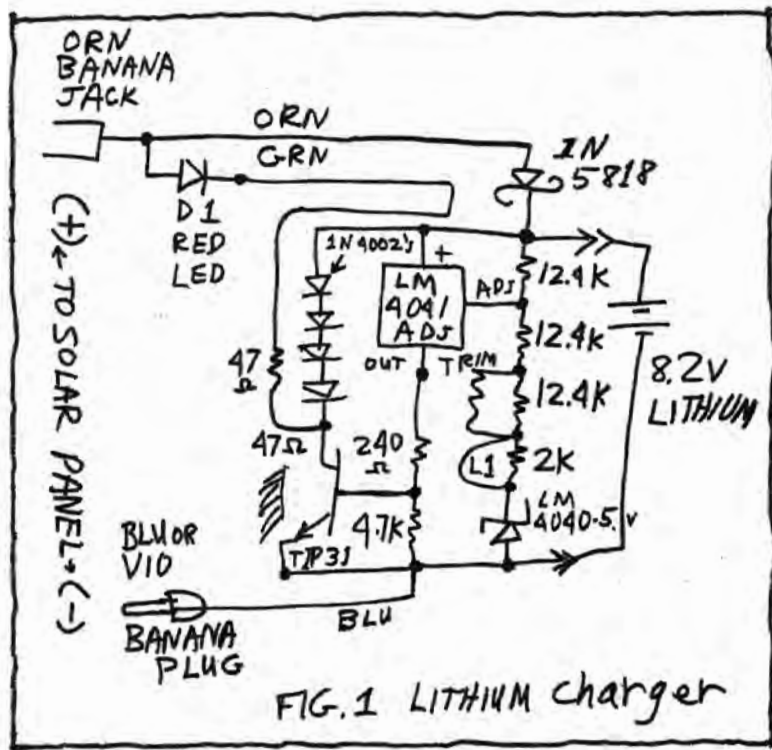 ORN
BANANA
JACK
ORN
GRN
1N
5818
D1
RED
LED
1N4002's
+
LM
4041
ADJ
ADJ
12.4K
12.4K
12.4K
OUT
TRIM
47
Ω
47Ω
240
Ω
L1
2K
8.2V
LITHIUM
LM
4040-5.V
4.7K
TIP31
(+)← TO SOLAR PANEL→(-)
BLU OR
VIO
BANANA
PLUG
BLU
FIG.1 LITHIUM charger